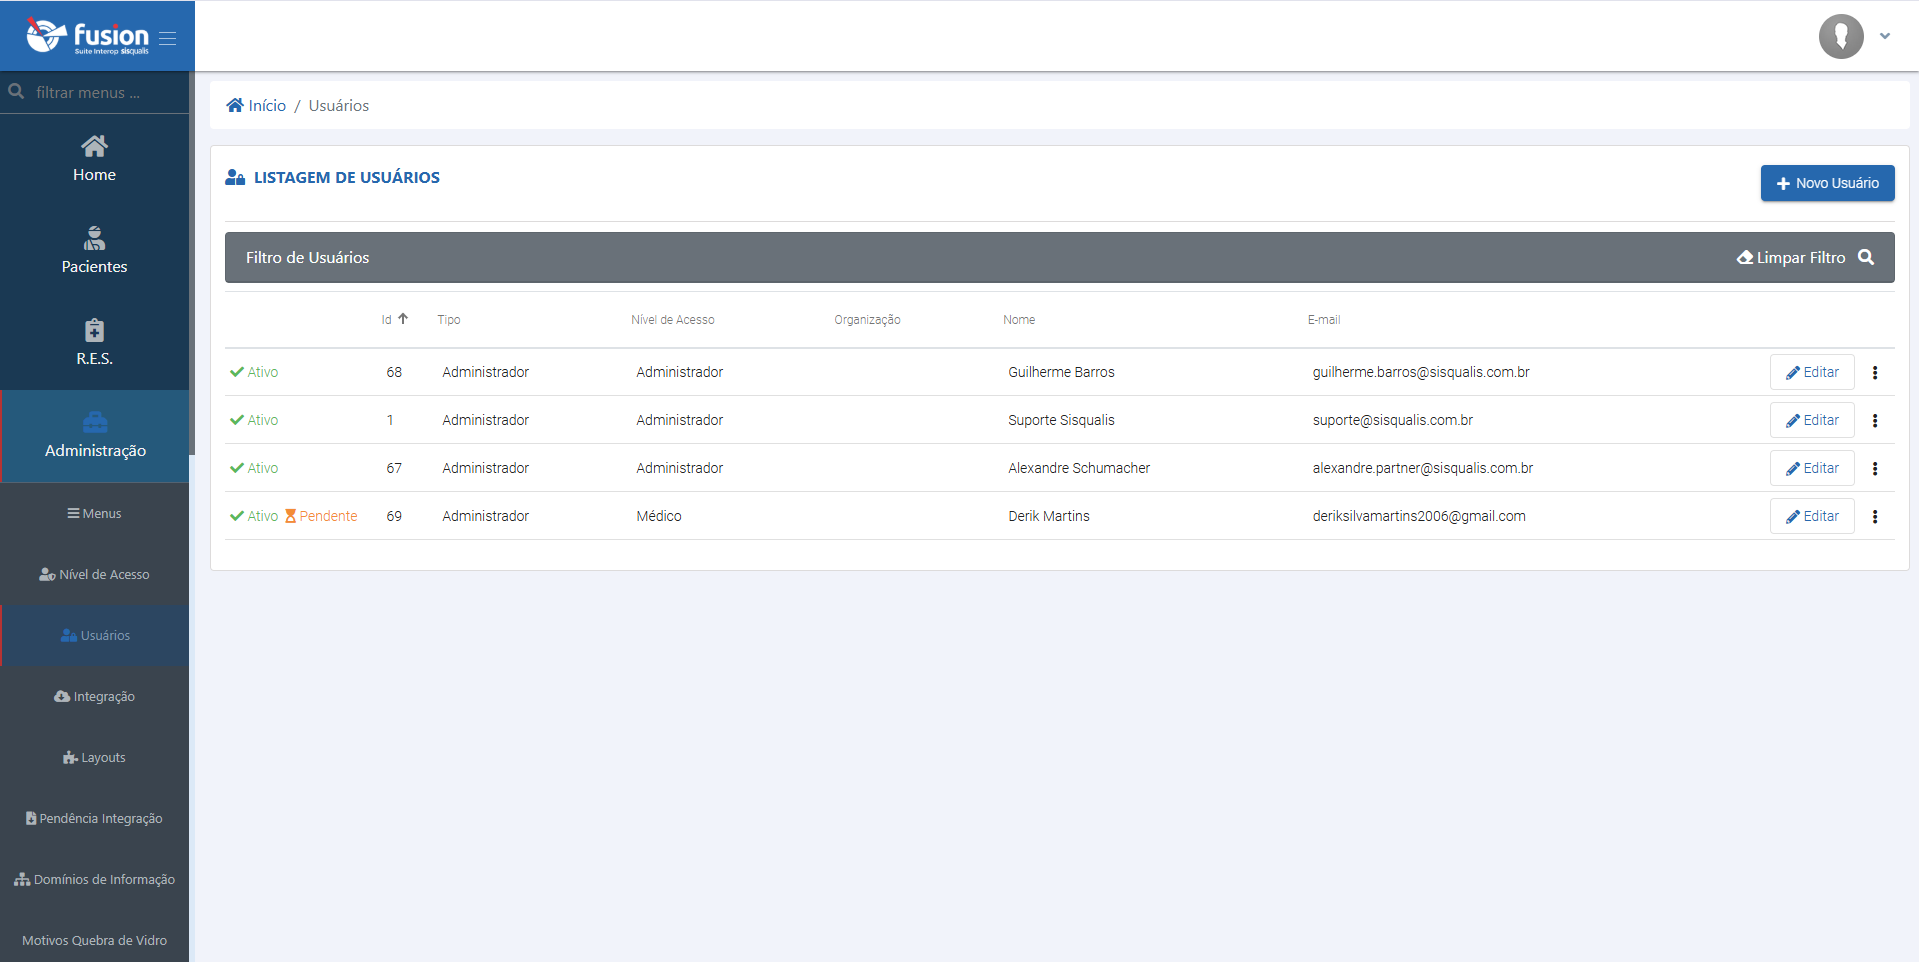 fusion
Suite Interop sisqualis
filtrar menus ...
Home
Pacientes
R.E.S.
Administração
Menus
Nível de Acesso
Usuários
Integração
Layouts
Pendência Integração
Domínios de Informação
Motivos Quebra de Vidro
Início / Usuários
LISTAGEM DE USUÁRIOS
Novo Usuário
Filtro de Usuários
Limpar Filtro
Id Tipo Nível de Acesso Organização Nome E-mail
Ativo 68 Administrador Administrador Guilherme Barros guilherme.barros@sisqualis.com.br Editar
Ativo 1 Administrador Administrador Suporte Sisqualis suporte@sisqualis.com.br Editar
Ativo 67 Administrador Administrador Alexandre Schumacher alexandre.partner@sisqualis.com.br Editar
Ativo Pendente 69 Administrador Médico Derik Martins deriksilvamartins2006@gmail.com Editar